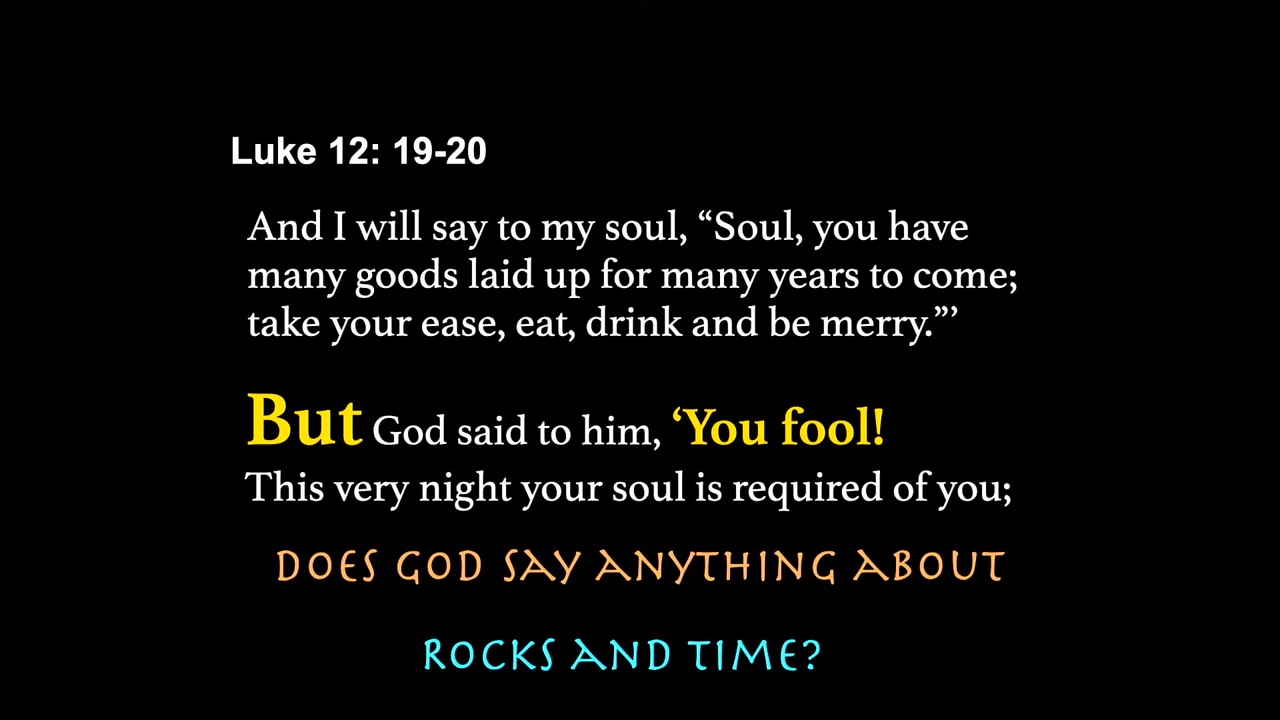 Luke 12: 19-20
And I will say to my soul, “Soul, you have
many goods laid up for many years to come;
take your ease, eat, drink and be merry.”’
But God said to him, ‘You fool!
This very night your soul is required of you;
DOES GOD SAY ANYTHING ABOUT
ROCKS AND TIME?